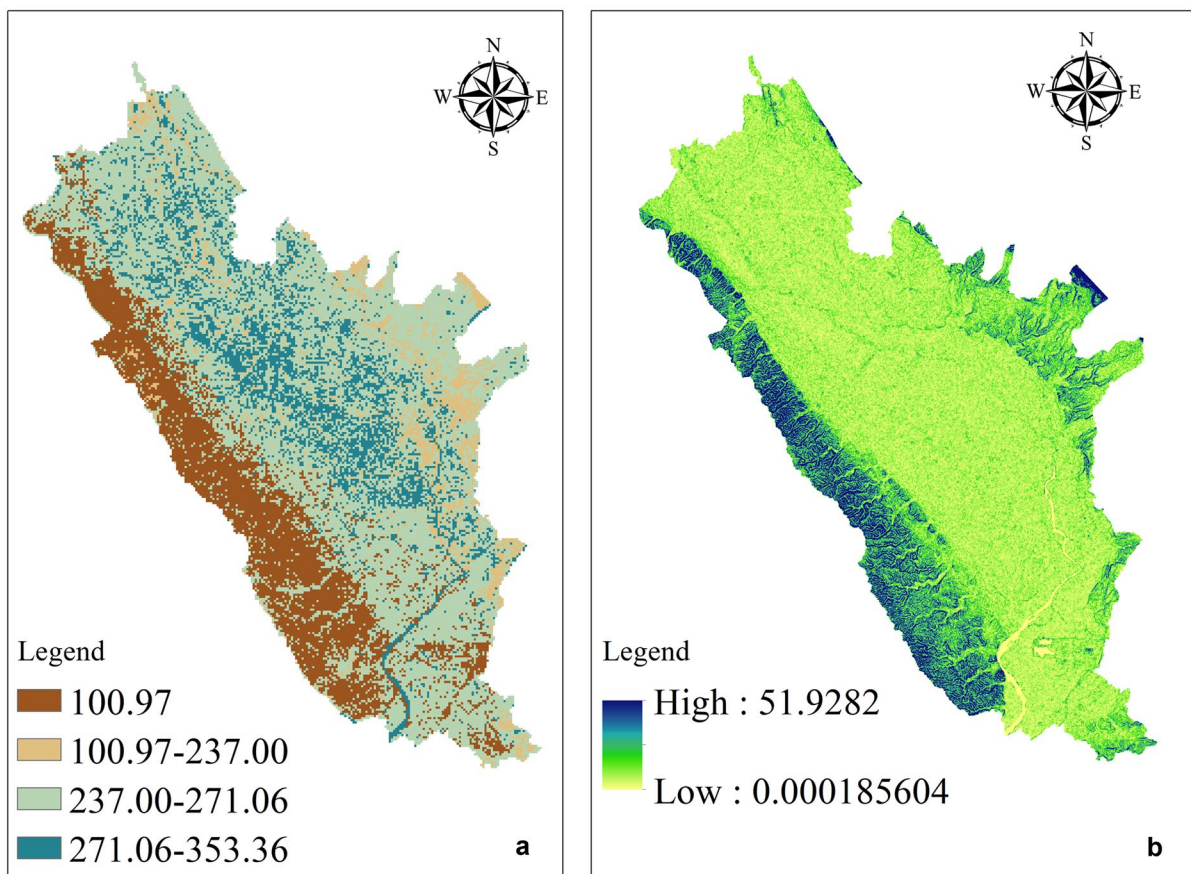 N
W E
S
Legend
100.97
100.97-237.00
237.00-271.06
271.06-353.36
a
N
W E
S
Legend
High : 51.9282
Low : 0.000185604
b